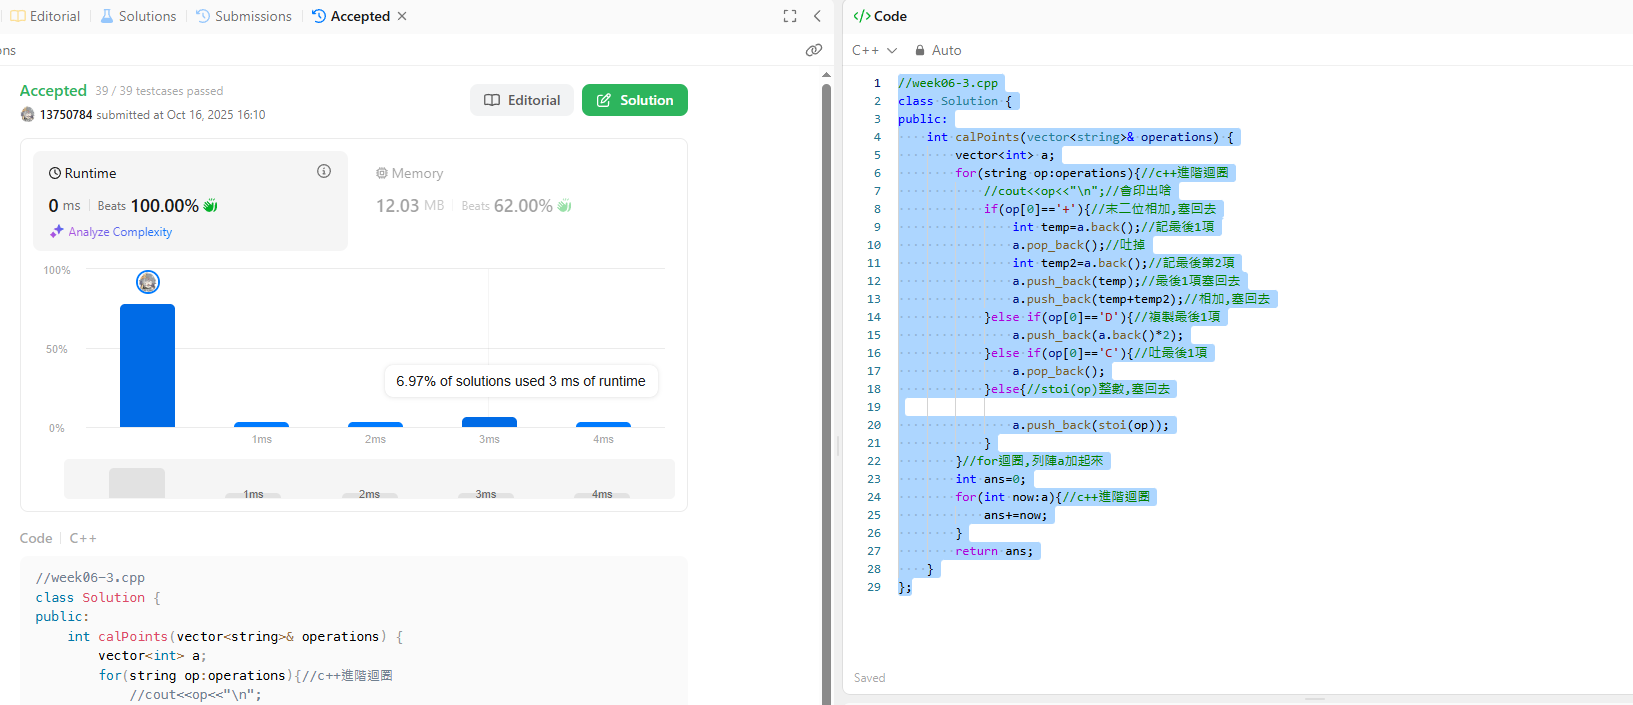 Editorial
Solutions
Submissions
Accepted
ons
Accepted 39 / 39 testcases passed
13750784 submitted at Oct 16, 2025 16:10
Editorial
Solution
Runtime
0 ms Beats 100.00%
Analyze Complexity
Memory
12.03 MB Beats 62.00%
100%
50%
0%
6.97% of solutions used 3 ms of runtime
1ms 2ms 3ms 4ms
1ms 2ms 3ms 4ms
Code C++
//week06-3.cpp
class Solution {
public:
    int calPoints(vector<string>& operations) {
        vector<int> a;
        for(string op:operations){//c++進階迴圈
            //cout<<op<<"\n";
</> Code
C++ Auto
1 //week06-3.cpp
2 class Solution {
3 public:
4     int calPoints(vector<string>& operations) {
5         vector<int> a;
6         for(string op:operations){//c++進階迴圈
7             //cout<<op<<"\n";//會印出啥
8             if(op[0]=='+'){//末二位相加,塞回去
9                 int temp=a.back();//記最後1項
10                 a.pop_back();//吐掉
11                 int temp2=a.back();//記最後第2項
12                 a.push_back(temp);//最後1項塞回去
13                 a.push_back(temp+temp2);//相加,塞回去
14             }else if(op[0]=='D'){//複製最後1項
15                 a.push_back(a.back()*2);
16             }else if(op[0]=='C'){//吐最後1項
17                 a.pop_back();
18             }else{//stoi(op)整數,塞回去
19
20                 a.push_back(stoi(op));
21             }
22         }//for迴圈,列陣a加起來
23         int ans=0;
24         for(int now:a){//c++進階迴圈
25             ans+=now;
26         }
27         return ans;
28     }
29 };
Saved